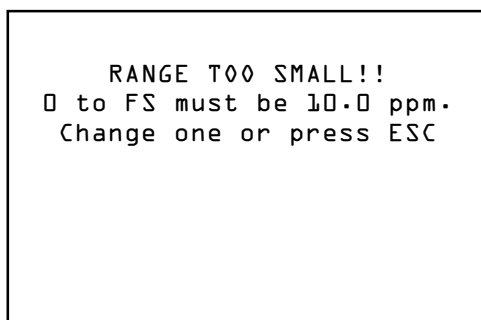 RANGE TOO SMALL!!
0 to FS must be 10.0 ppm.
Change one or press ESC